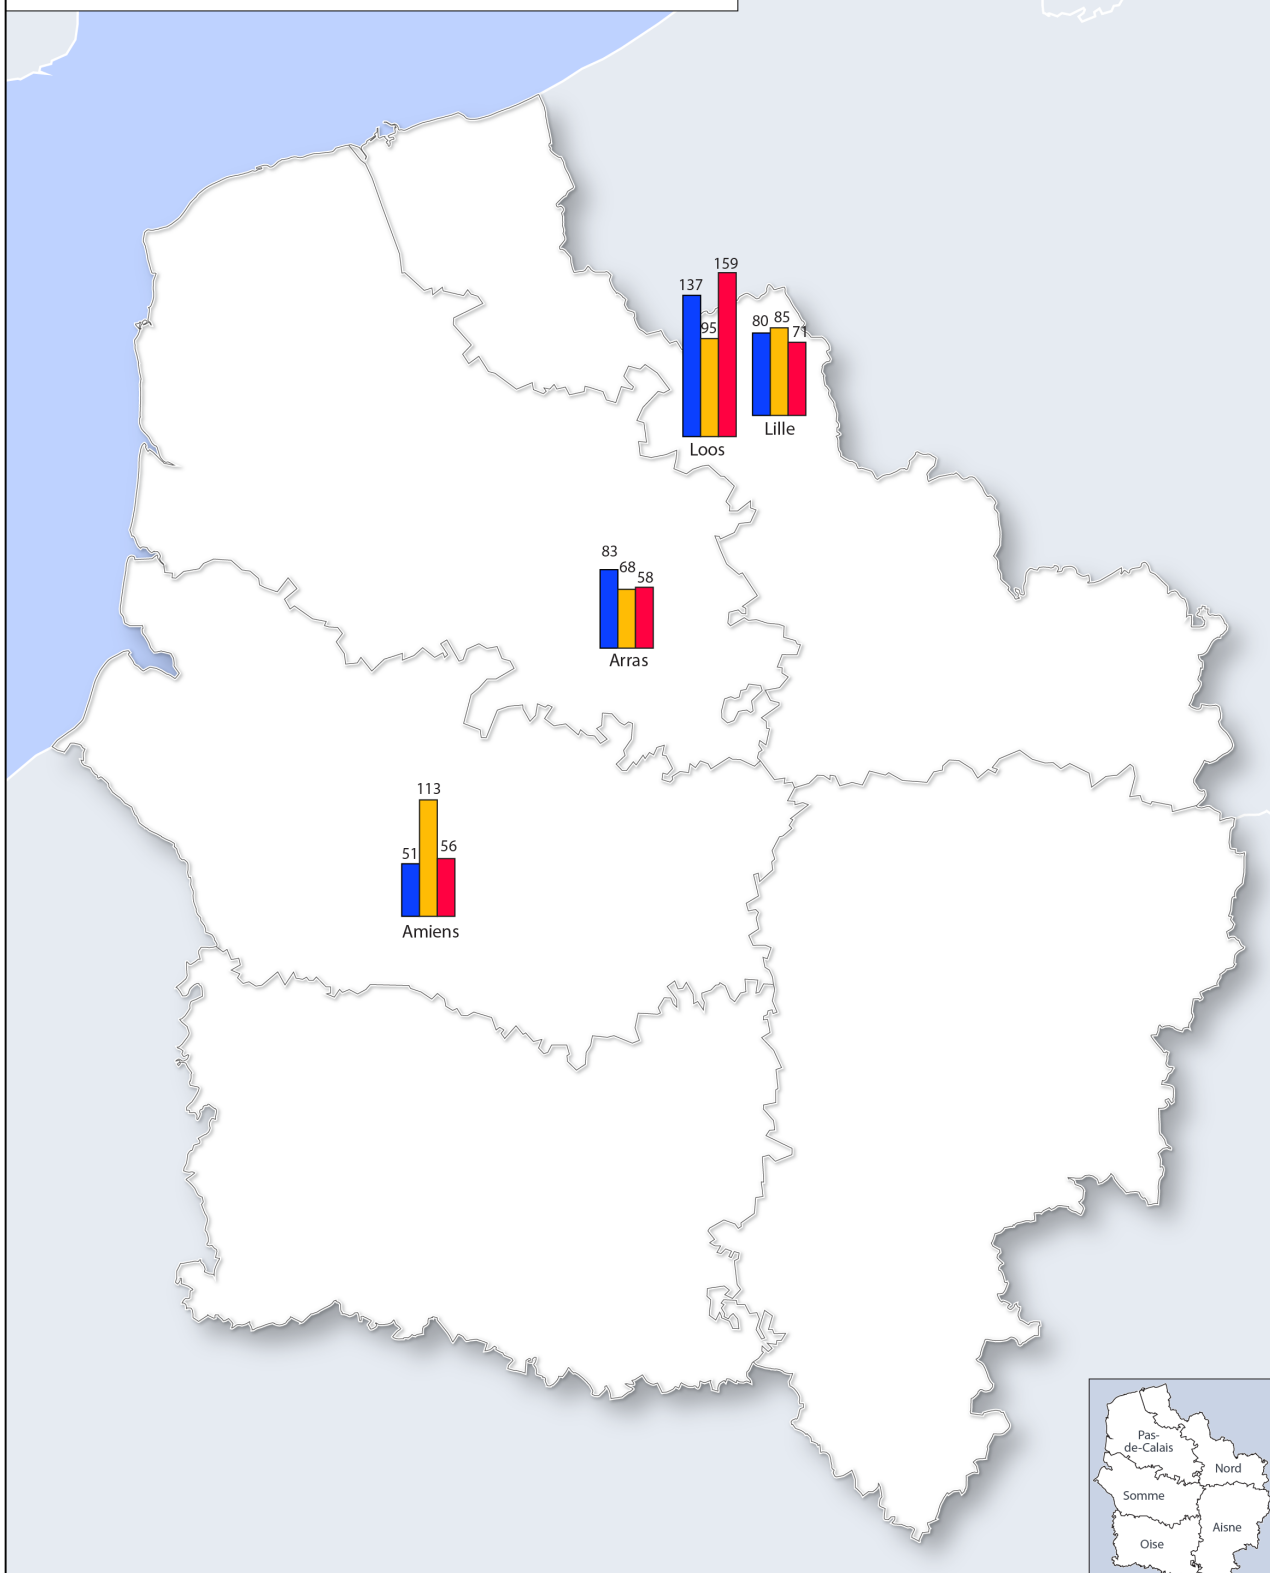 159
137
95
80
85
71
Loos
Lille
83
68
58
Arras
113
51
56
Amiens
Pas-
de-Calais
Nord
Somme
Aisne
Oise